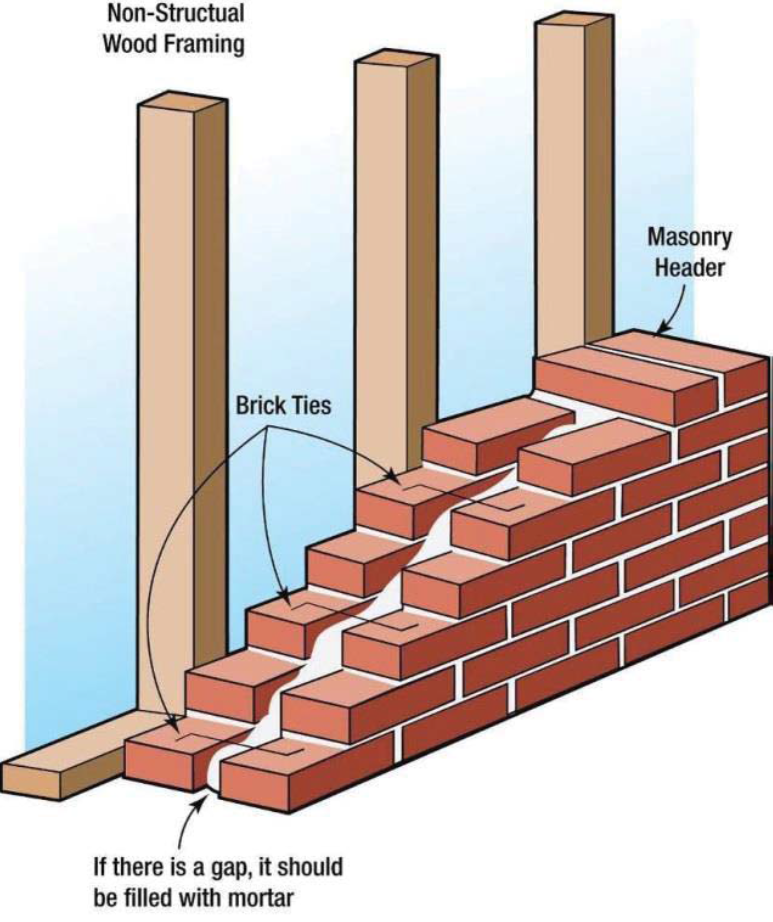 Non-Structual
Wood Framing
Masonry
Header
Brick Ties
If there is a gap, it should
be filled with mortar